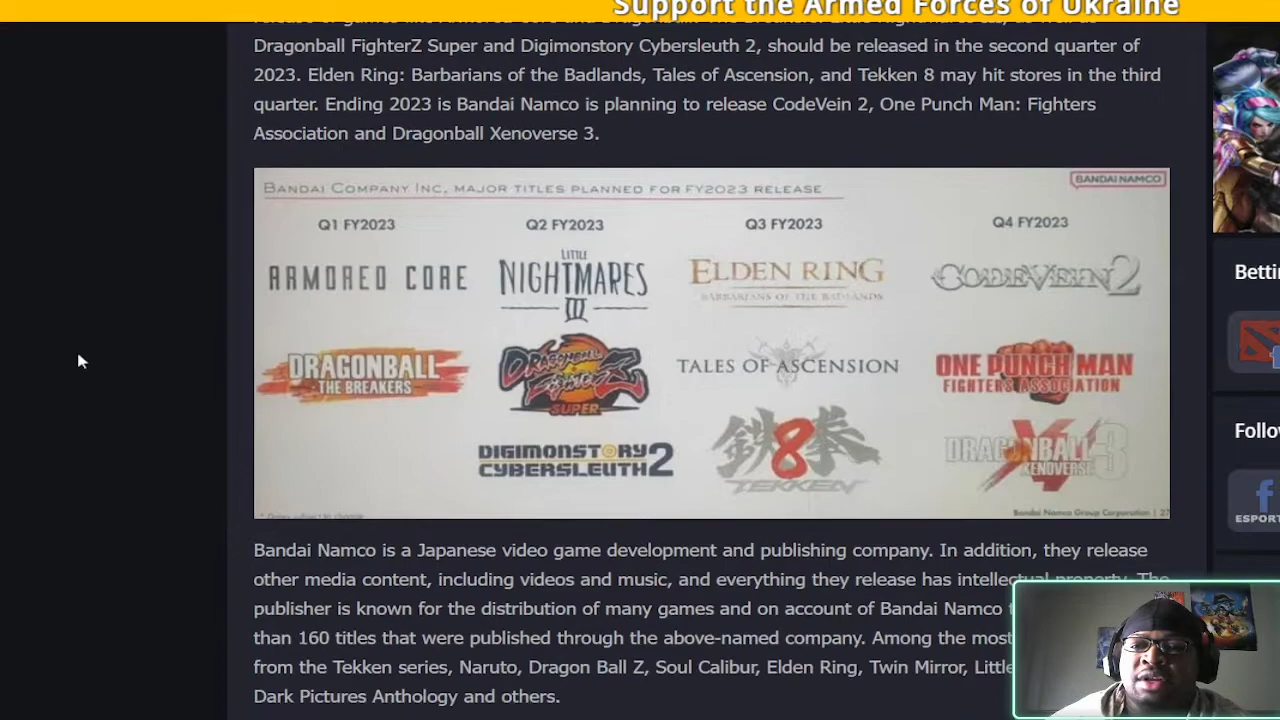 Support the Armed Forces of Ukraine
Dragonball FighterZ Super and Digimonstory Cybersleuth 2, should be released in the second quarter of
2023. Elden Ring: Barbarians of the Badlands, Tales of Ascension, and Tekken 8 may hit stores in the third
quarter. Ending 2023 is Bandai Namco is planning to release CodeVein 2, One Punch Man: Fighters
Association and Dragonball Xenoverse 3.
BANDAI COMPANY INC, MAJOR TITLES PLANNED FOR FY2023 RELEASE
BANDAI NAMCO
Q1 FY2023
Q2 FY2023
Q3 FY2023
Q4 FY2023
ARMORED CORE
LITTLE
NIGHTMARES
III
ELDEN RING
BARBARIANS OF THE BADLANDS
CODE VEIN 2
DRAGONBALL
THE BREAKERS
DRAGONBALL
FighterZ
SUPER
TALES OF ASCENSION
ONE PUNCH MAN
FIGHTERS ASSOCIATION
DIGIMONSTORY
CYBERSLEUTH 2
鉄8拳
TEKKEN
DRAGONBALL
XV
XENOVERSE 3
* Dates subject to change
Bandai Namco Group Corporation | 27
Bandai Namco is a Japanese video game development and publishing company. In addition, they release
other media content, including videos and music, and everything they release has intellectual property. The
publisher is known for the distribution of many games and on account of Bandai Namco
than 160 titles that were published through the above-named company. Among the most
from the Tekken series, Naruto, Dragon Ball Z, Soul Calibur, Elden Ring, Twin Mirror,
Dark Pictures Anthology and others.